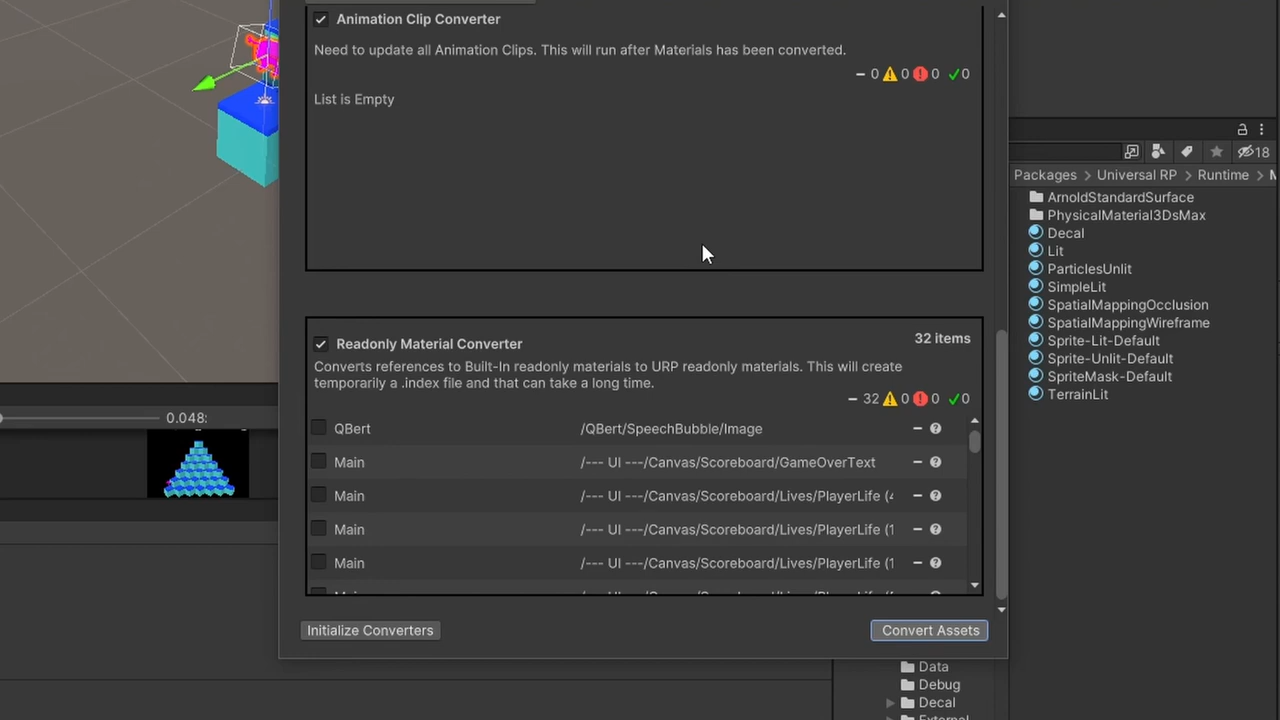 Animation Clip Converter
Need to update all Animation Clips. This will run after Materials has been converted.
0 0 0 0
List is Empty
Readonly Material Converter
32 items
Converts references to Built-In readonly materials to URP readonly materials. This will create
temporarily a .index file and that can take a long time.
32 0 0 0
QBert /QBert/SpeechBubble/Image
Main /--- UI ---/Canvas/Scoreboard/GameOverText
Main /--- UI ---/Canvas/Scoreboard/Lives/PlayerLife (4
Main /--- UI ---/Canvas/Scoreboard/Lives/PlayerLife (1
Main /--- UI ---/Canvas/Scoreboard/Lives/PlayerLife (1
Initialize Converters
Convert Assets
0.048:
18
Packages > Universal RP > Runtime >
ArnoldStandardSurface
PhysicalMaterial3DsMax
Decal
Lit
ParticlesUnlit
SimpleLit
SpatialMappingOcclusion
SpatialMappingWireframe
Sprite-Lit-Default
Sprite-Unlit-Default
SpriteMask-Default
TerrainLit
Data
Debug
Decal